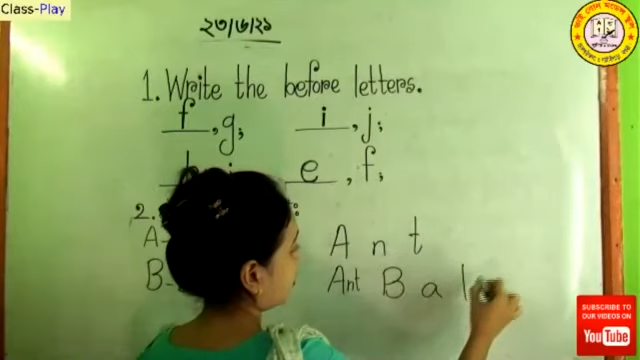 Class-Play
২৩/৬/২১
1. Write the before letters.
f, g; i, j;
e, f;
2.
A-
A n t
B-
Ant B a l
SUBSCRIBE TO
OUR VIDEOS ON
YouTube